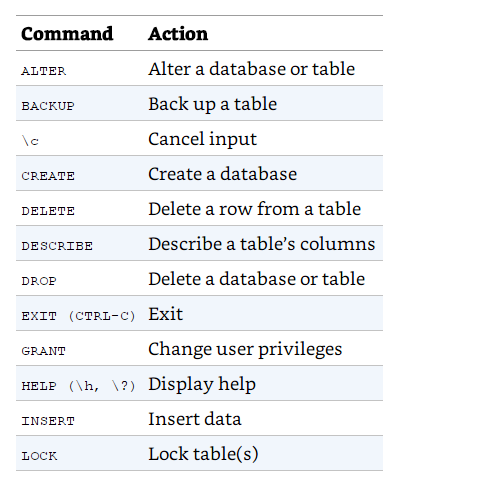 Command Action
ALTER Alter a database or table
BACKUP Back up a table
\c Cancel input
CREATE Create a database
DELETE Delete a row from a table
DESCRIBE Describe a table’s columns
DROP Delete a database or table
EXIT (CTRL-C) Exit
GRANT Change user privileges
HELP (\h, \?) Display help
INSERT Insert data
LOCK Lock table(s)